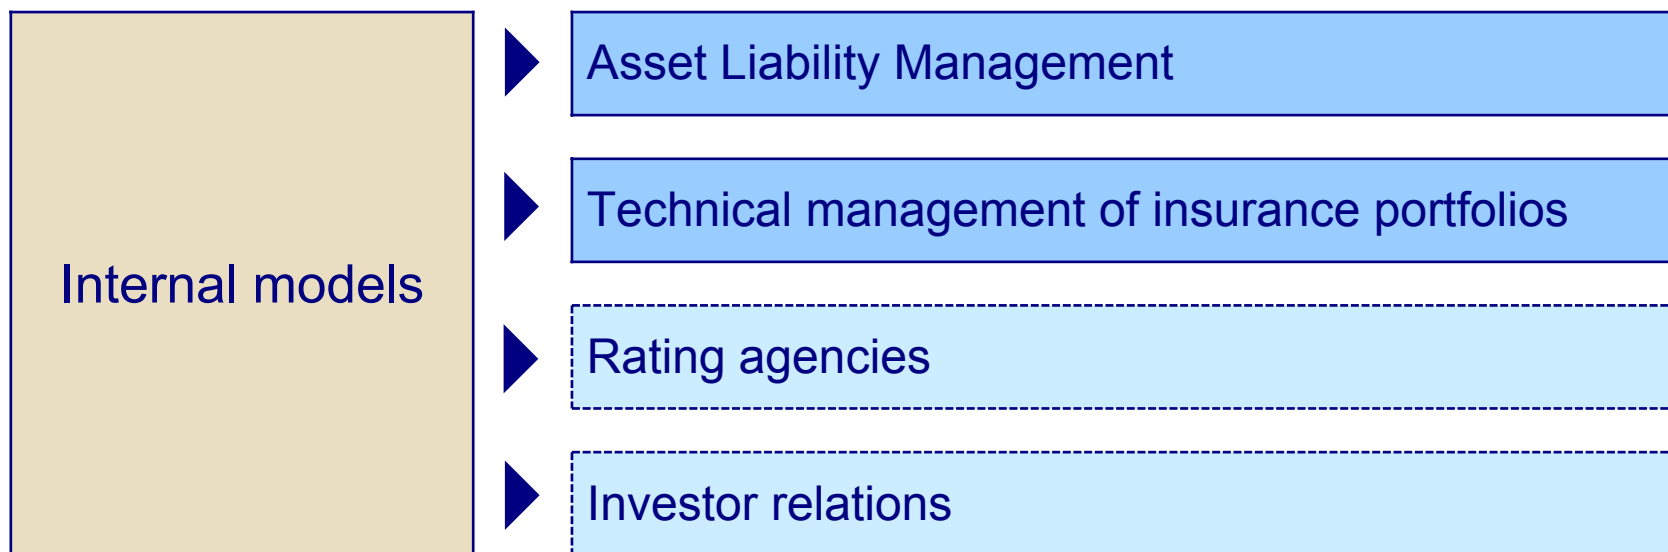 Internal models
Asset Liability Management
Technical management of insurance portfolios
Rating agencies
Investor relations